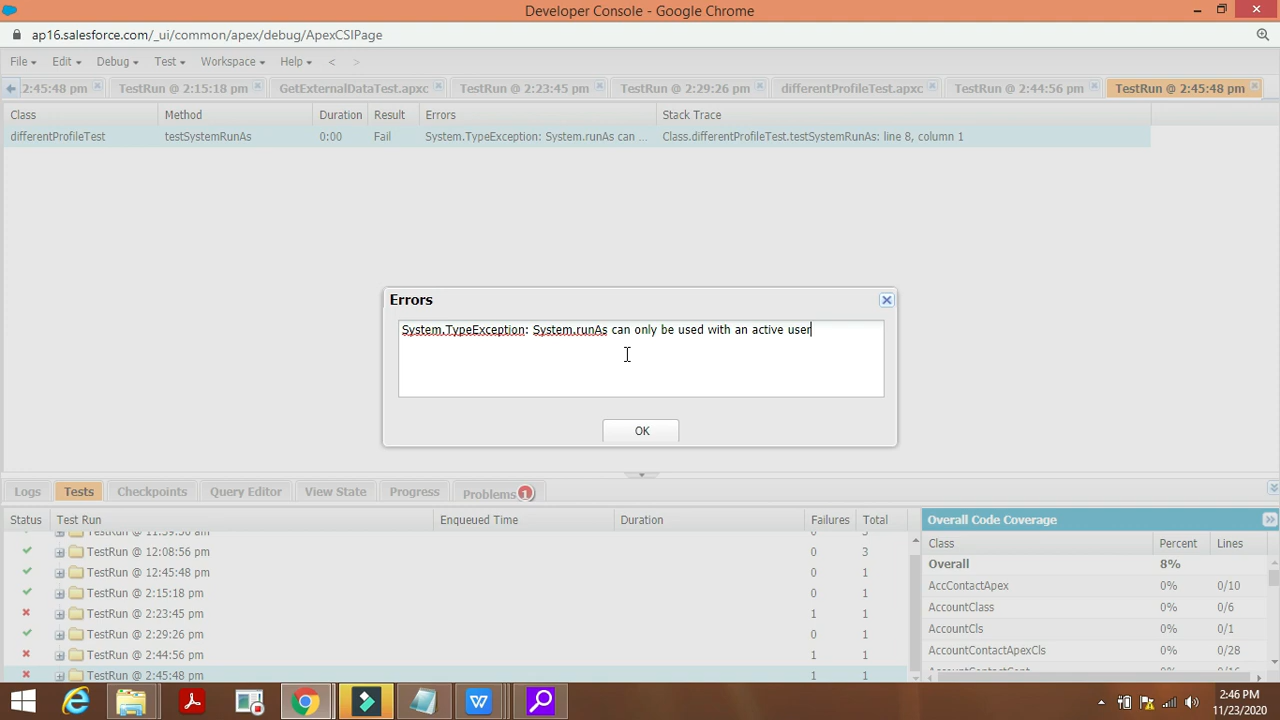 Developer Console - Google Chrome
ap16.salesforce.com/_ui/common/apex/debug/ApexCSIPage
File Edit Debug Test Workspace Help < >
2:45:48 pm TestRun @ 2:15:18 pm GetExternalDataTest.apxc TestRun @ 2:23:45 pm TestRun @ 2:29:26 pm differentProfileTest.apxc TestRun @ 2:44:56 pm TestRun @ 2:45:48 pm
Class Method Duration Result Errors Stack Trace
differentProfileTest testSystemRunAs 0:00 Fail System.TypeException: System.runAs can ... Class.differentProfileTest.testSystemRunAs: line 8, column 1
Errors
System.TypeException: System.runAs can only be used with an active user
OK
Logs Tests Checkpoints Query Editor View State Progress Problems 1
Status Test Run Enqueued Time Duration Failures Total
TestRun @ 12:08:56 pm 0 3
TestRun @ 12:45:48 pm 0 1
TestRun @ 2:15:18 pm 0 1
TestRun @ 2:23:45 pm 1 1
TestRun @ 2:29:26 pm 0 1
TestRun @ 2:44:56 pm 1 1
TestRun @ 2:45:48 pm 1 1
Overall Code Coverage
Class Percent Lines
Overall 8%
AccContactApex 0% 0/10
AccountClass 0% 0/6
AccountCls 0% 0/1
AccountContactApexCls 0% 0/28
2:46 PM
11/23/2020